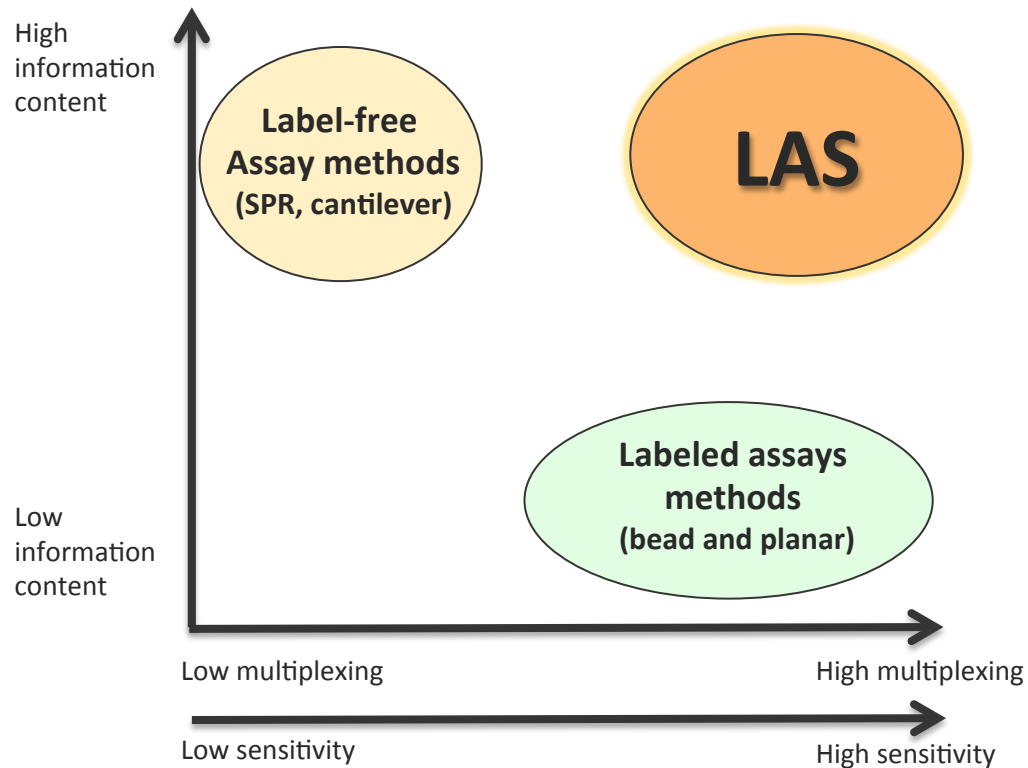 High
information
content
Label-free
Assay methods
(SPR, cantilever)
LAS
Labeled assays
methods
(bead and planar)
Low
information
content
Low multiplexing
High multiplexing
Low sensitivity
High sensitivity